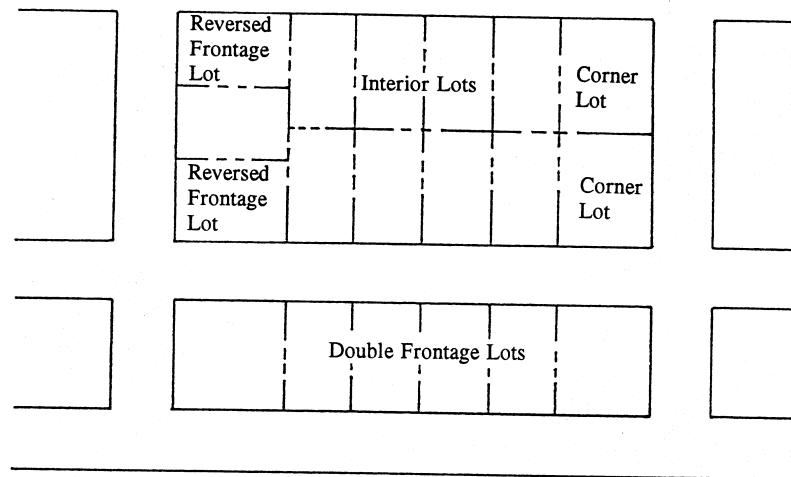 Reversed
Frontage
Lot
Interior Lots
Corner
Lot
Reversed
Frontage
Lot
Corner
Lot
Double Frontage Lots